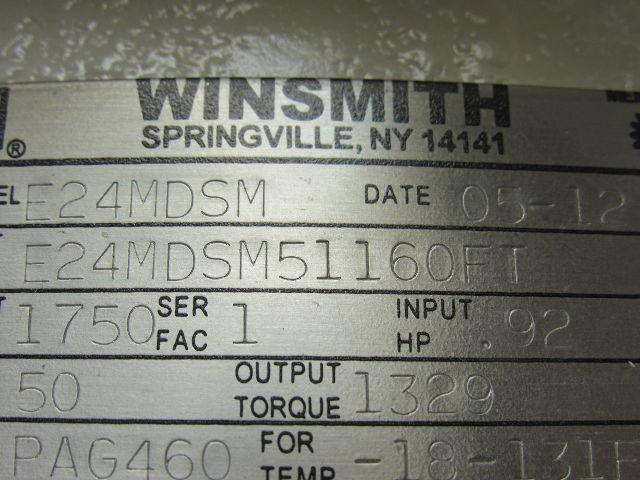 WINSMITH
® SPRINGVILLE, NY 14141
EL E24MDSM DATE 05-12
E24MDSM51160FT
1750 SER FAC 1 INPUT HP .92
50 OUTPUT TORQUE 1329
PAG460 FOR TEMP -18-131F